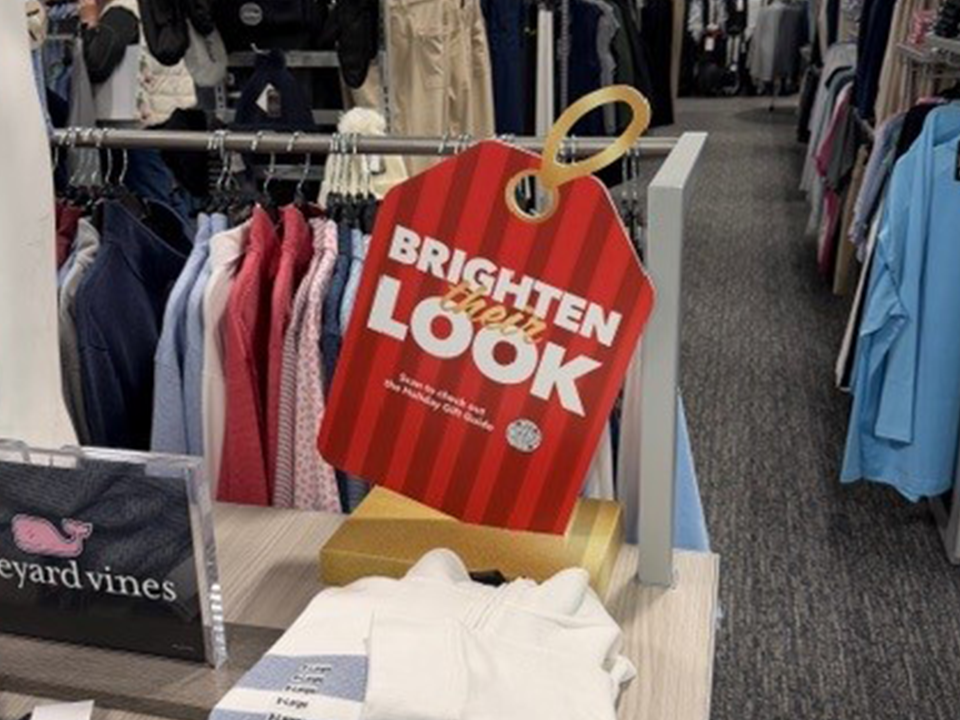 BRIGHTEN
their
LOOK
Scan to check out
the Holiday Gift Guide
eyard vines